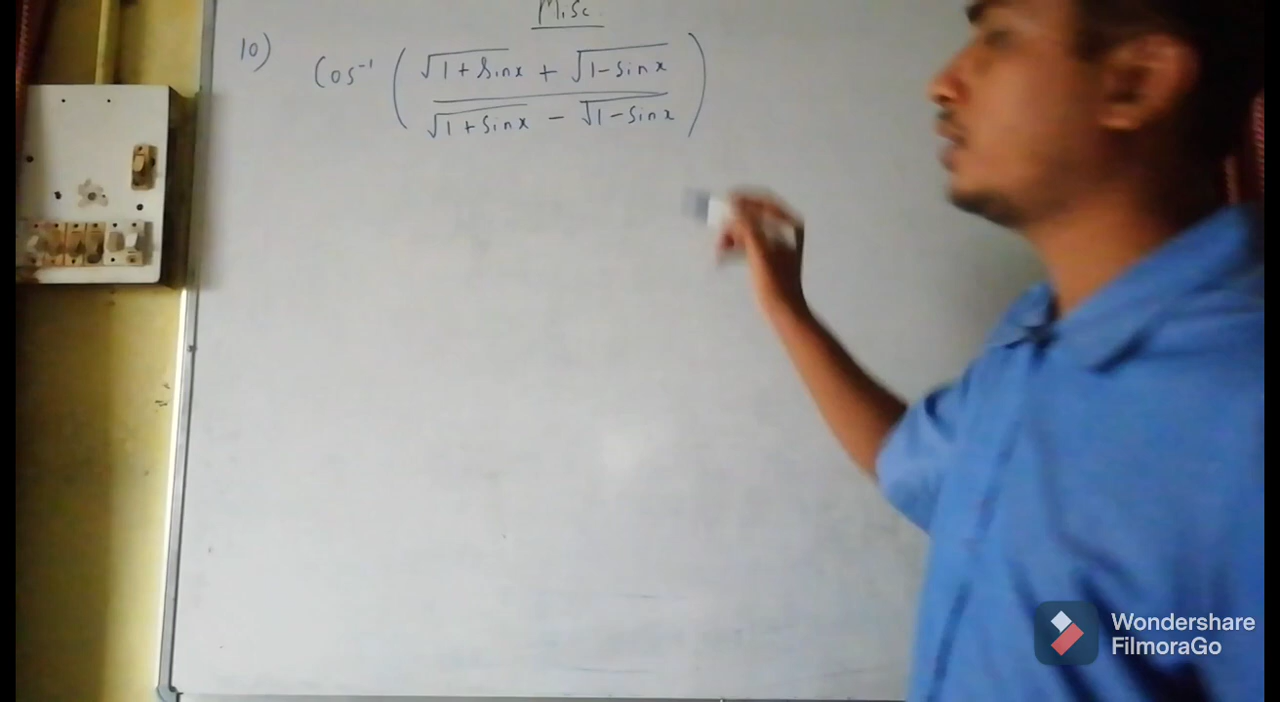 Misc.
10) Cos⁻¹ ( √1+Sinx + √1-Sinx
√1+Sinx - √1-Sinx )
Wondershare
FilmoraGo